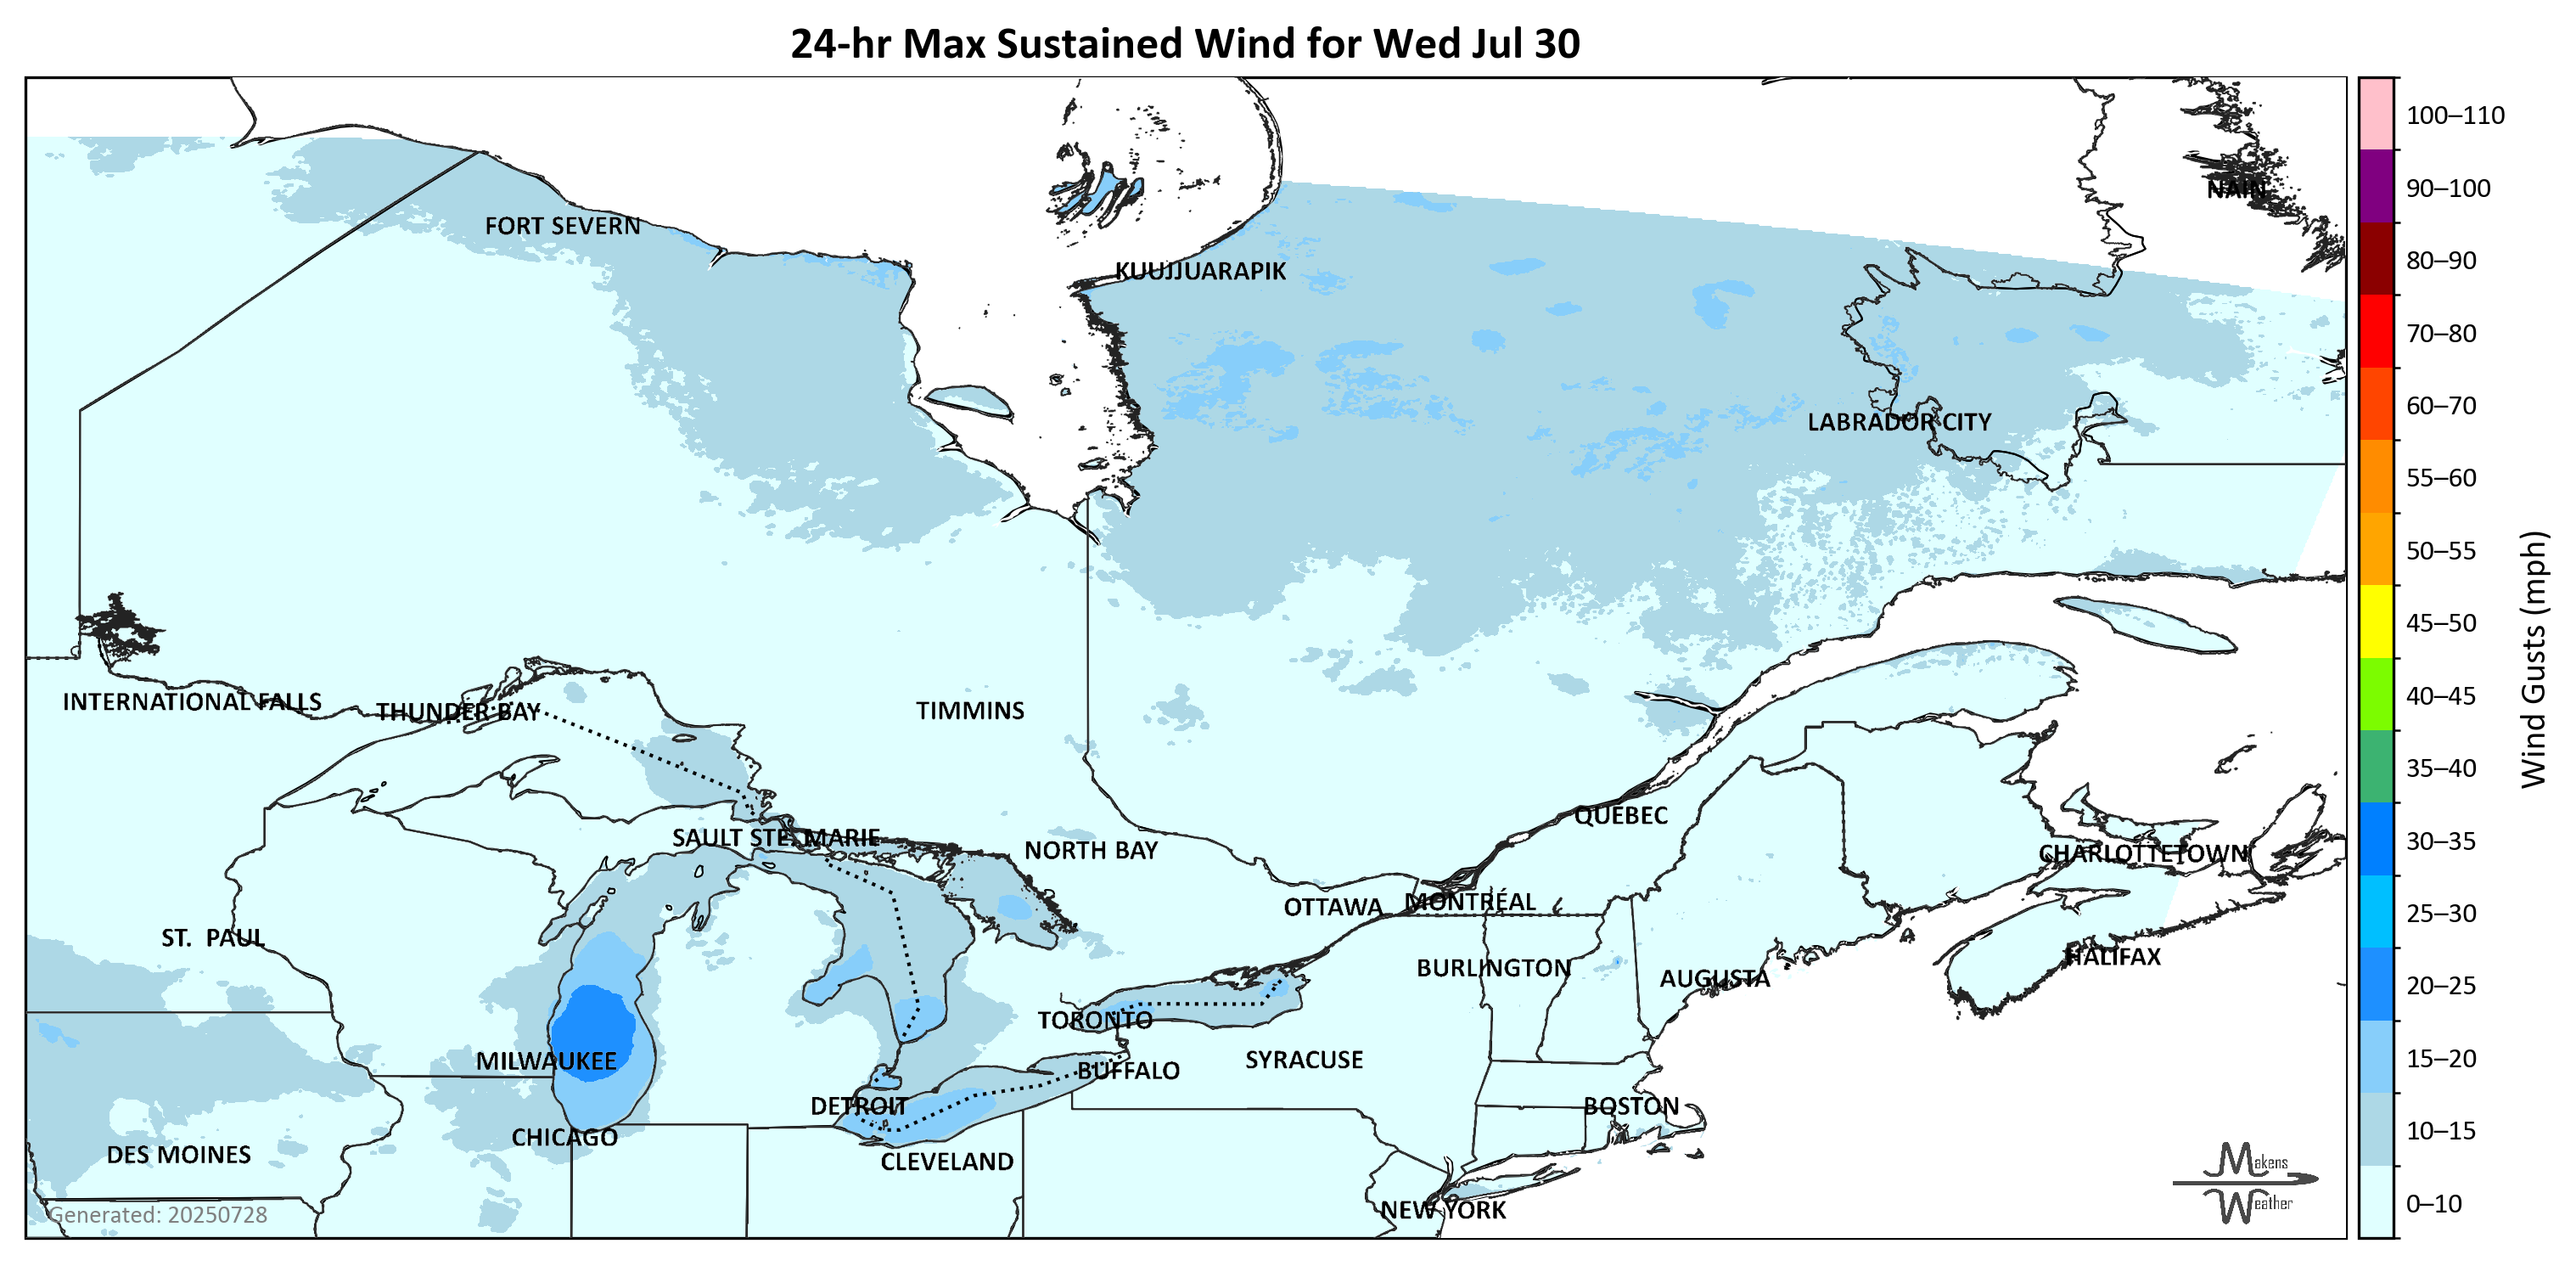 24-hr Max Sustained Wind for Wed Jul 30
100–110
90–100
80–90
70–80
60–70
55–60
50–55
45–50
40–45
35–40
30–35
25–30
20–25
15–20
10–15
0–10
Wind Gusts (mph)
NAIN
FORT SEVERN
KUUJJUARAPIK
LABRADOR CITY
INTERNATIONAL FALLS
THUNDER BAY
TIMMINS
SAULT STE. MARIE
NORTH BAY
QUÉBEC
CHARLOTTETOWN
OTTAWA
MONTRÉAL
ST. PAUL
BURLINGTON
AUGUSTA
HALIFAX
TORONTO
MILWAUKEE
BUFFALO
SYRACUSE
DETROIT
BOSTON
CHICAGO
DES MOINES
CLEVELAND
NEW YORK
Generated: 20250728
Makens
Weather